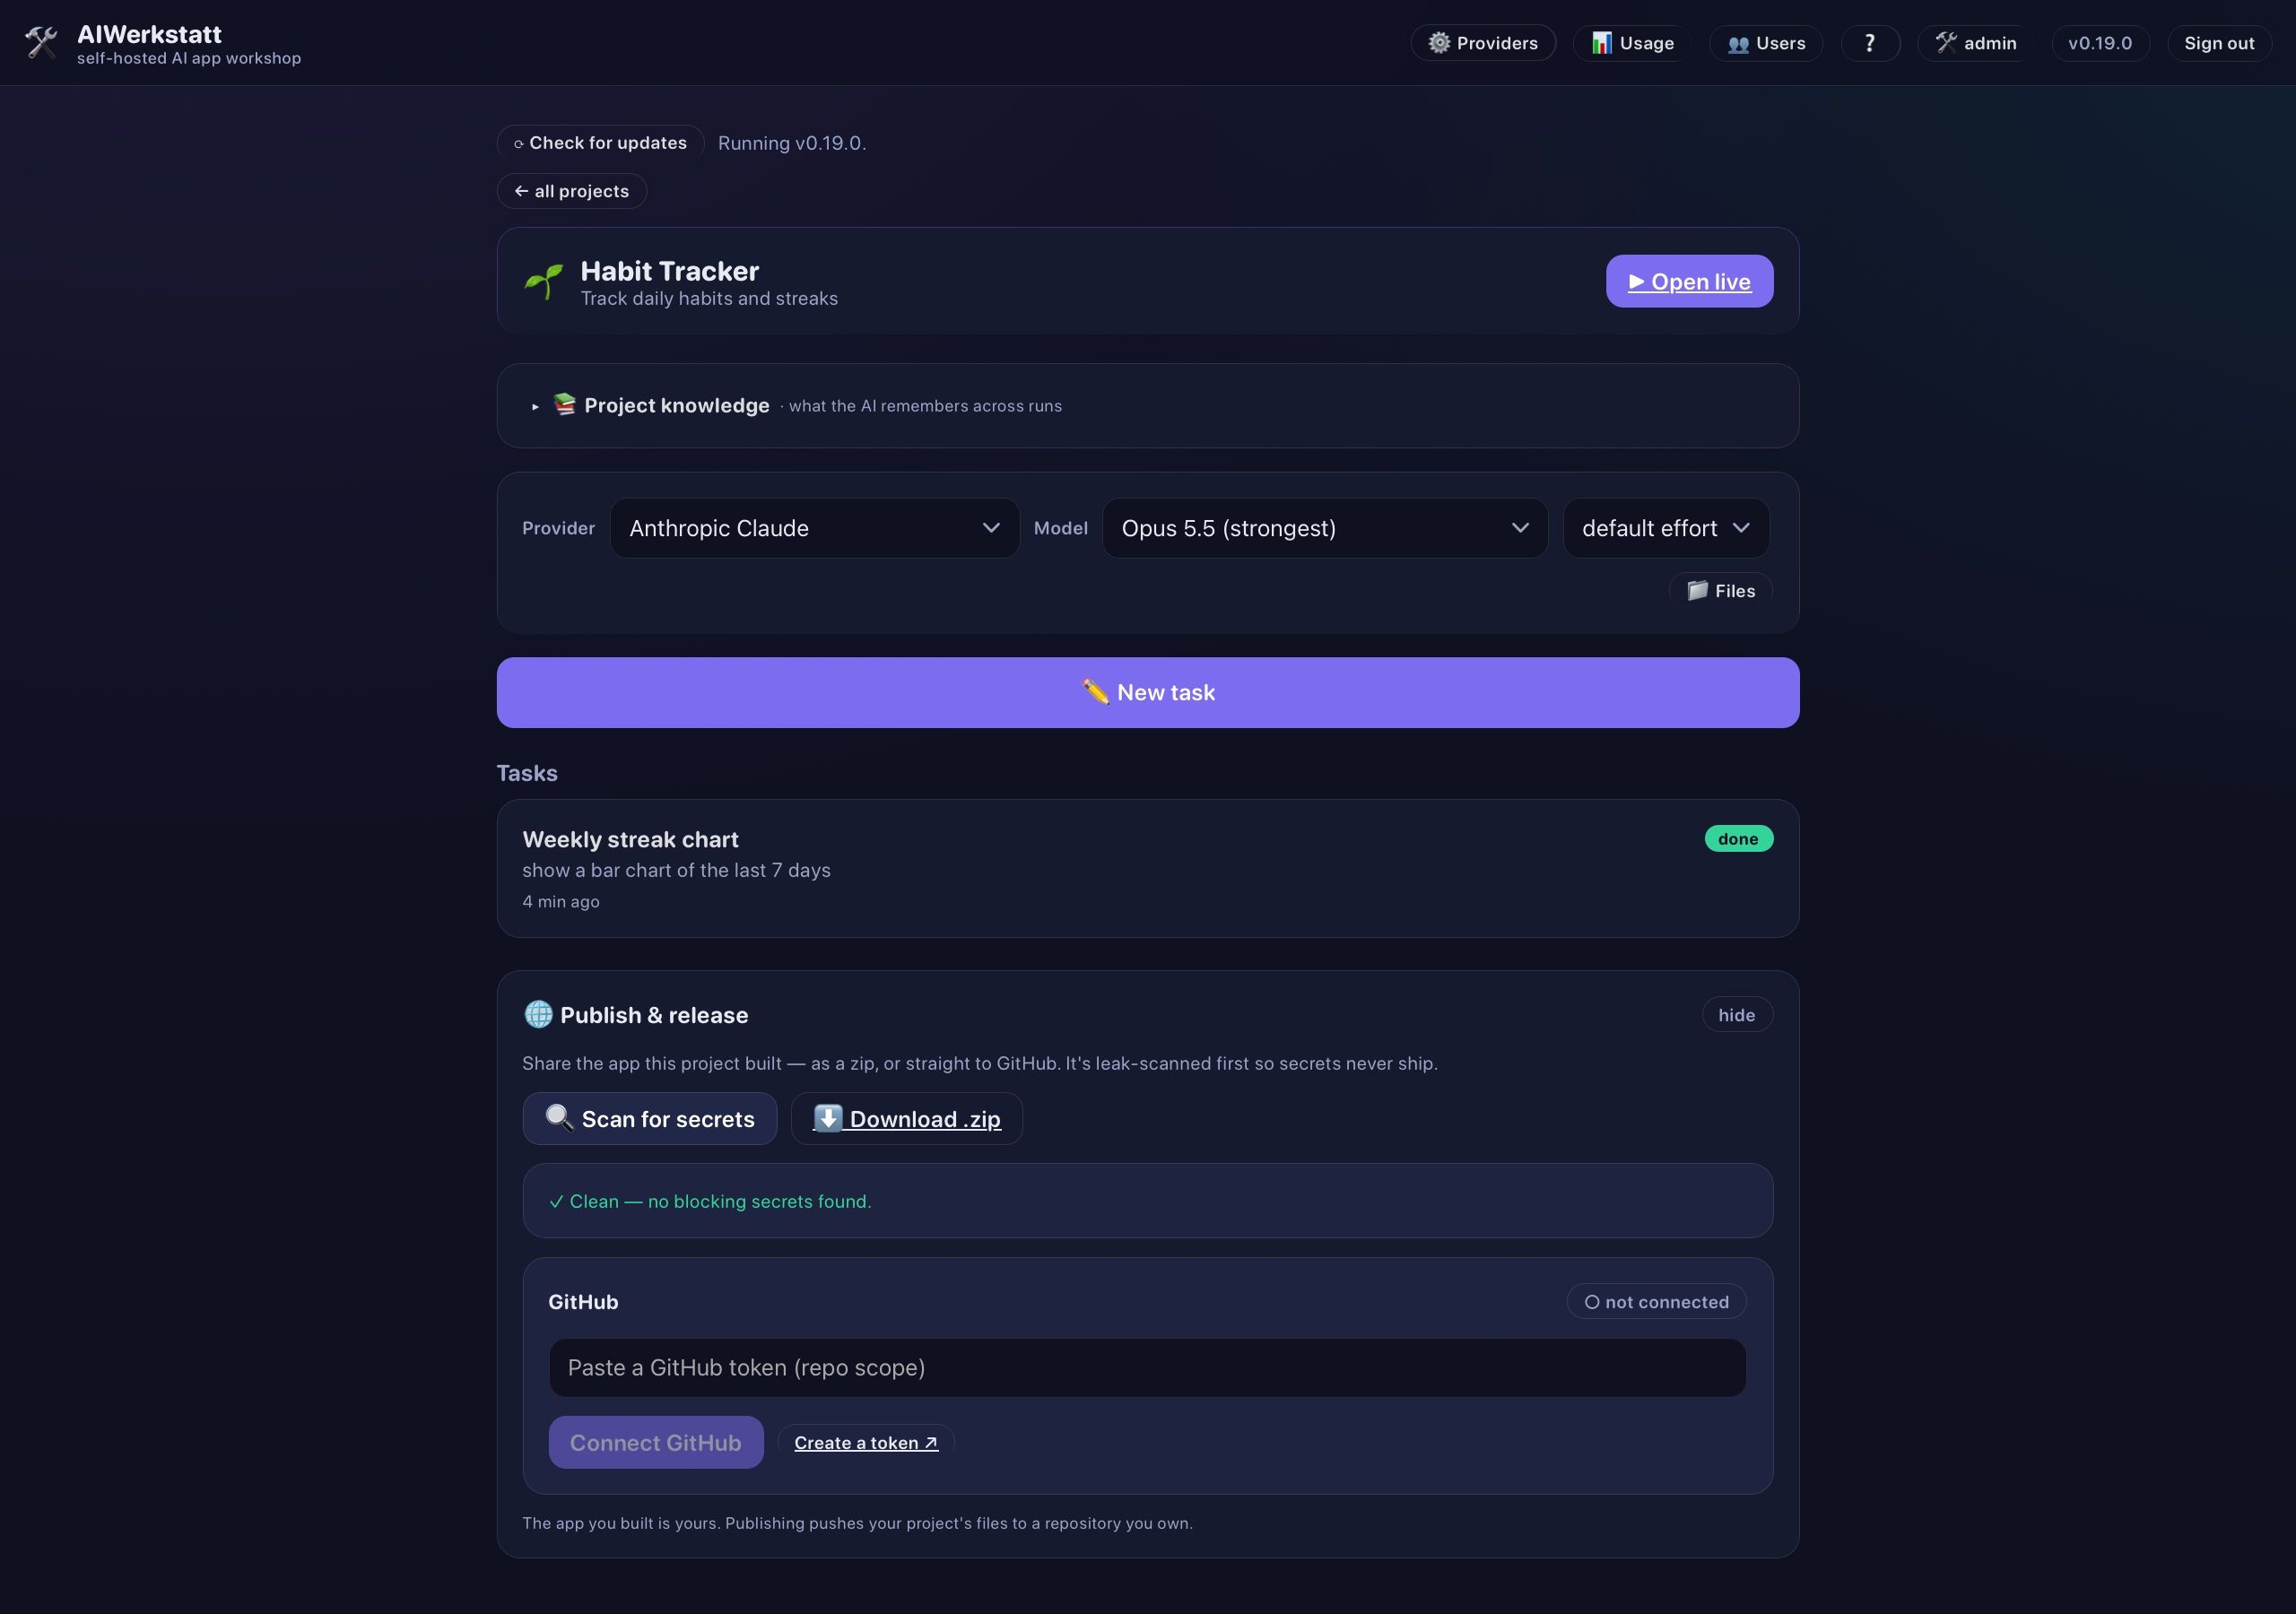 AIWerkstatt
self-hosted AI app workshop
Providers
Usage
Users
?
admin
v0.19.0
Sign out
Check for updates
Running v0.19.0.
← all projects
Habit Tracker
Track daily habits and streaks
▶ Open live
▸ Project knowledge · what the AI remembers across runs
Provider
Anthropic Claude
Model
Opus 5.5 (strongest)
default effort
Files
New task
Tasks
Weekly streak chart
done
show a bar chart of the last 7 days
4 min ago
Publish & release
hide
Share the app this project built — as a zip, or straight to GitHub. It's leak-scanned first so secrets never ship.
Scan for secrets
Download .zip
✓ Clean — no blocking secrets found.
GitHub
○ not connected
Paste a GitHub token (repo scope)
Connect GitHub
Create a token ↗
The app you built is yours. Publishing pushes your project's files to a repository you own.